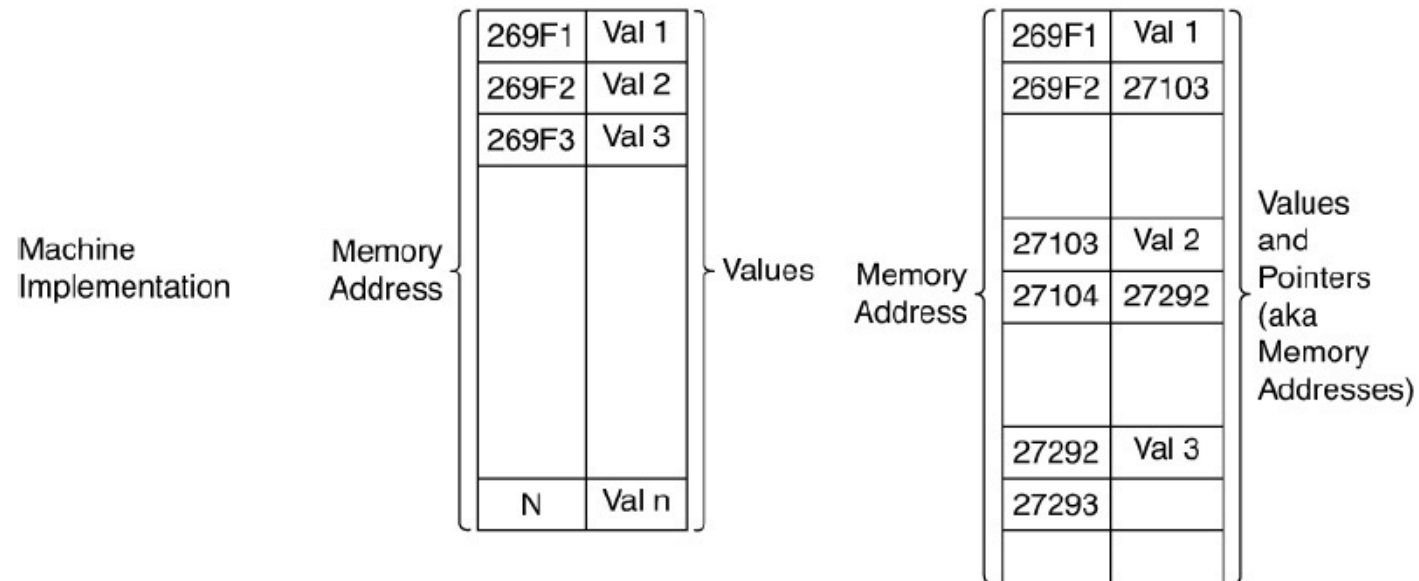 Machine
Implementation
Memory
Address
269F1 Val 1
269F2 Val 2
269F3 Val 3
N Val n
Values
Memory
Address
269F1 Val 1
269F2 27103
27103 Val 2
27104 27292
27292 Val 3
27293
Values
and
Pointers
(aka
Memory
Addresses)